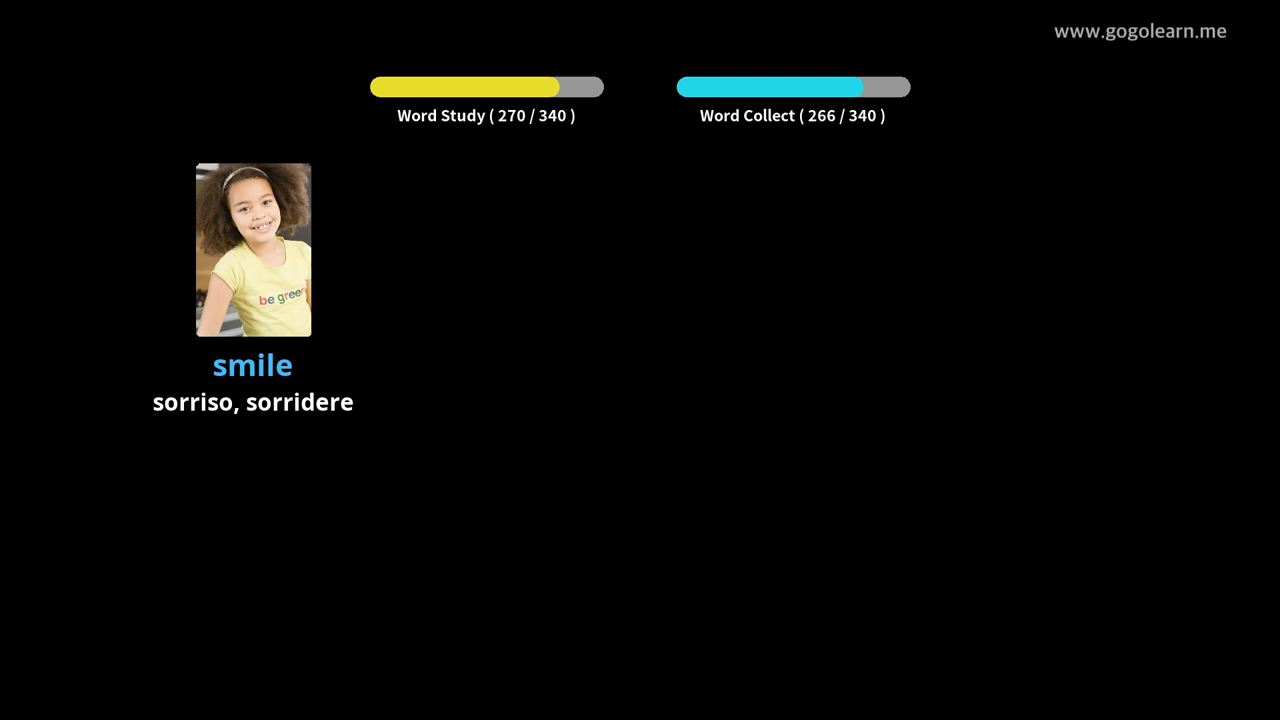 www.gogolearn.me
Word Study ( 270 / 340 )
Word Collect ( 266 / 340 )
be green
smile
sorriso, sorridere